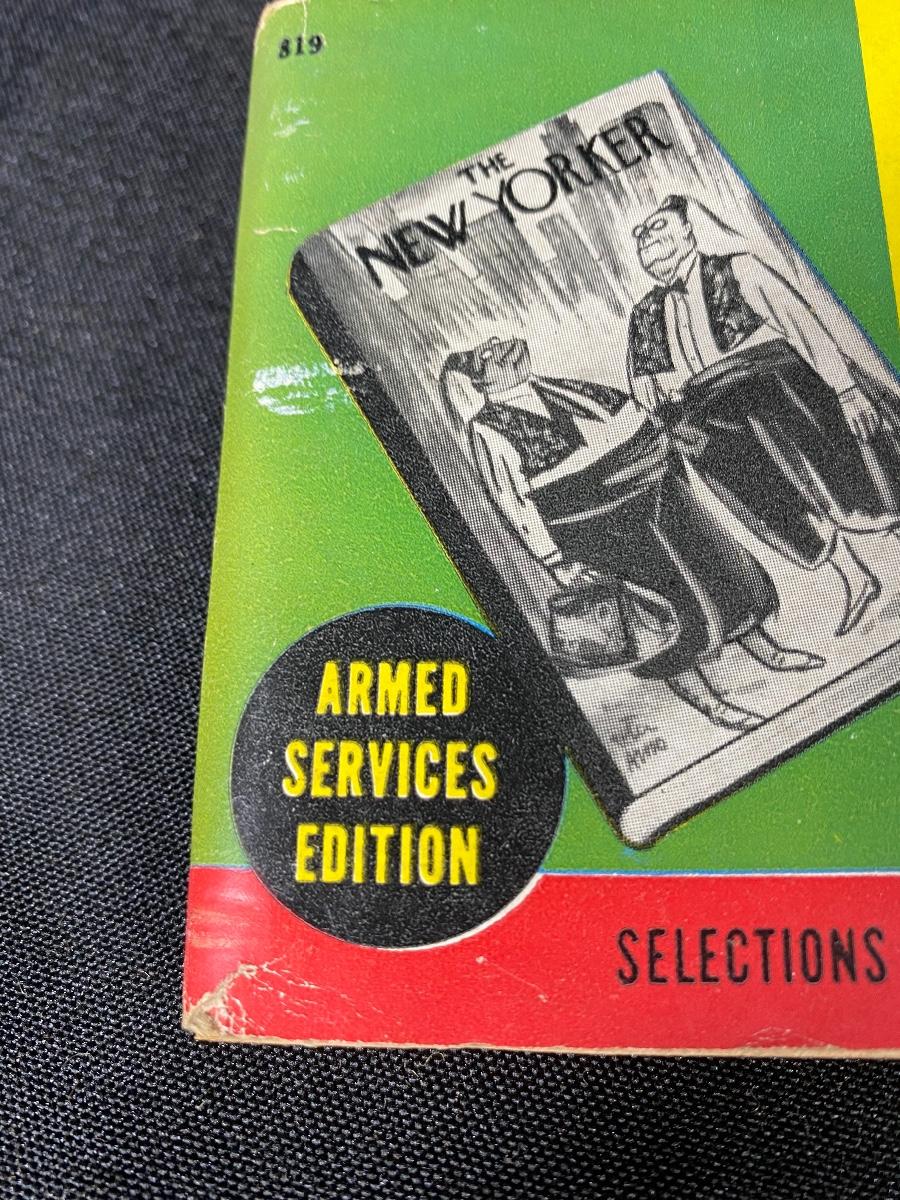 819
THE
NEW YORKER
ARMED
SERVICES
EDITION
SELECTIONS